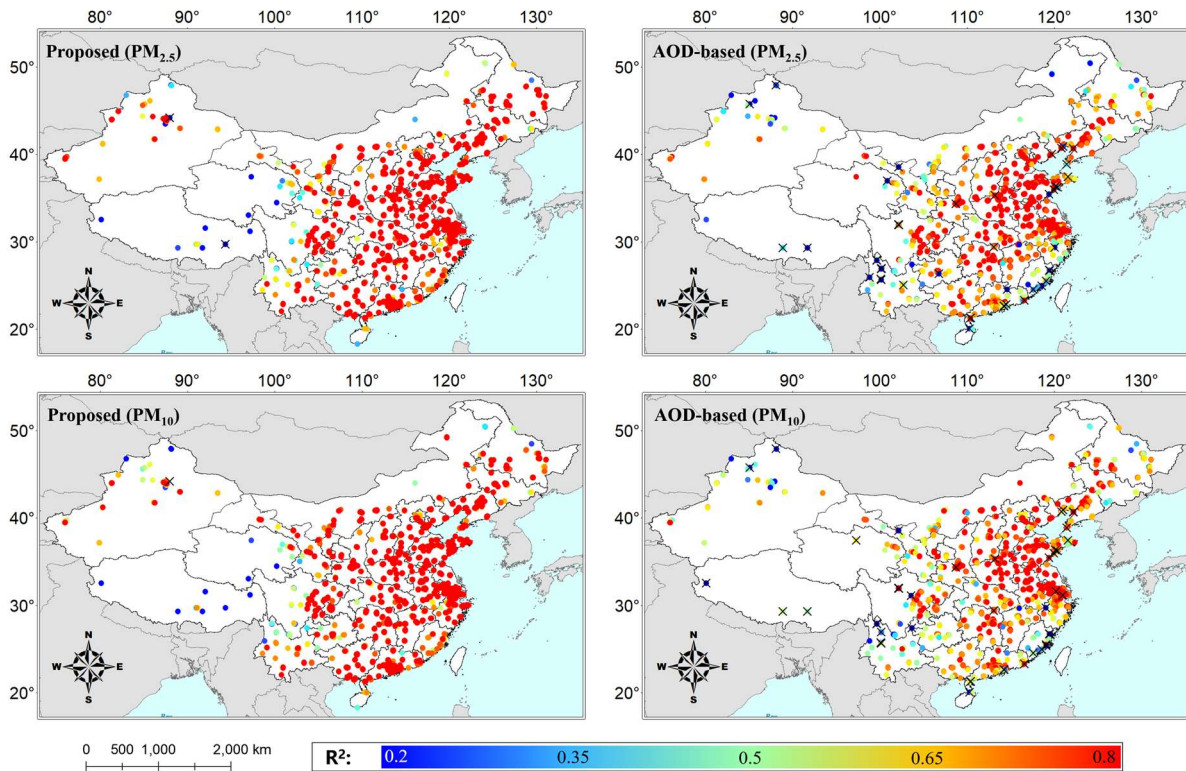 80° 90° 100° 110° 120° 130° 80° 90° 100° 110° 120° 130°
Proposed (PM2.5) AOD-based (PM2.5)
50° 50°
40° 40°
30° 30°
20° 20°
N N
W E W E
S S
80° 90° 100° 110° 120° 130° 80° 90° 100° 110° 120° 130°
Proposed (PM10) AOD-based (PM10)
50° 50°
40° 40°
30° 30°
20° 20°
N N
W E W E
S S
0 500 1,000 2,000 km
R²: 0.2 0.35 0.5 0.65 0.8